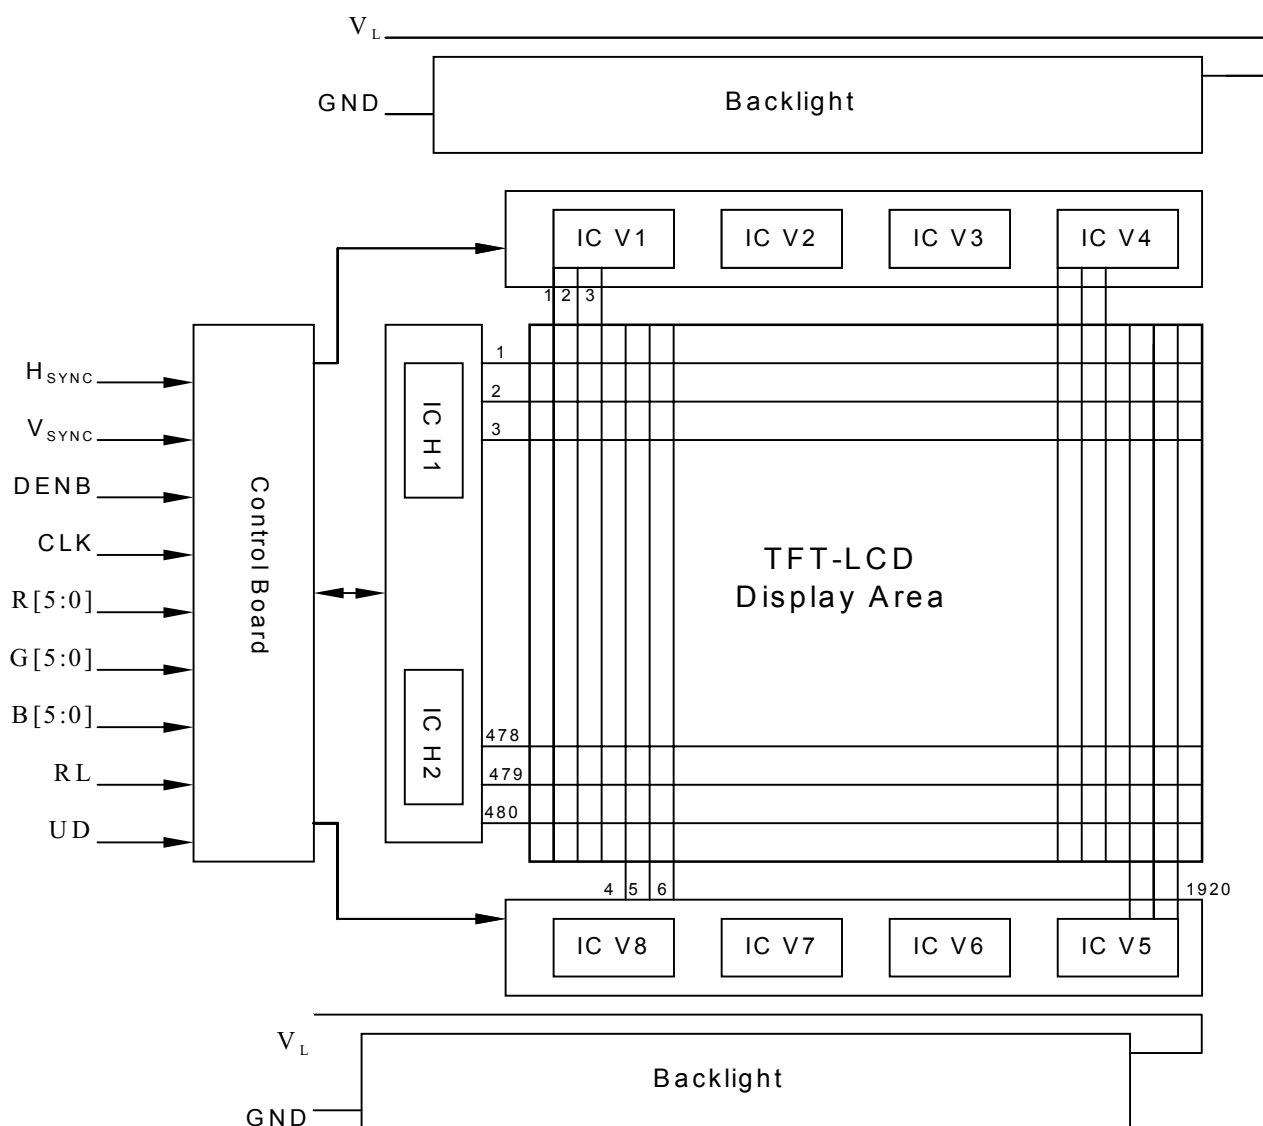 VL
GND
Backlight
IC V1
IC V2
IC V3
IC V4
1 2 3
HSYNC
VSYNC
DENB
CLK
R[5:0]
G[5:0]
B[5:0]
RL
UD
Control Board
IC H1
IC H2
1
2
3
478
479
480
TFT-LCD
Display Area
4 5 6
1920
IC V8
IC V7
IC V6
IC V5
VL
Backlight
GND